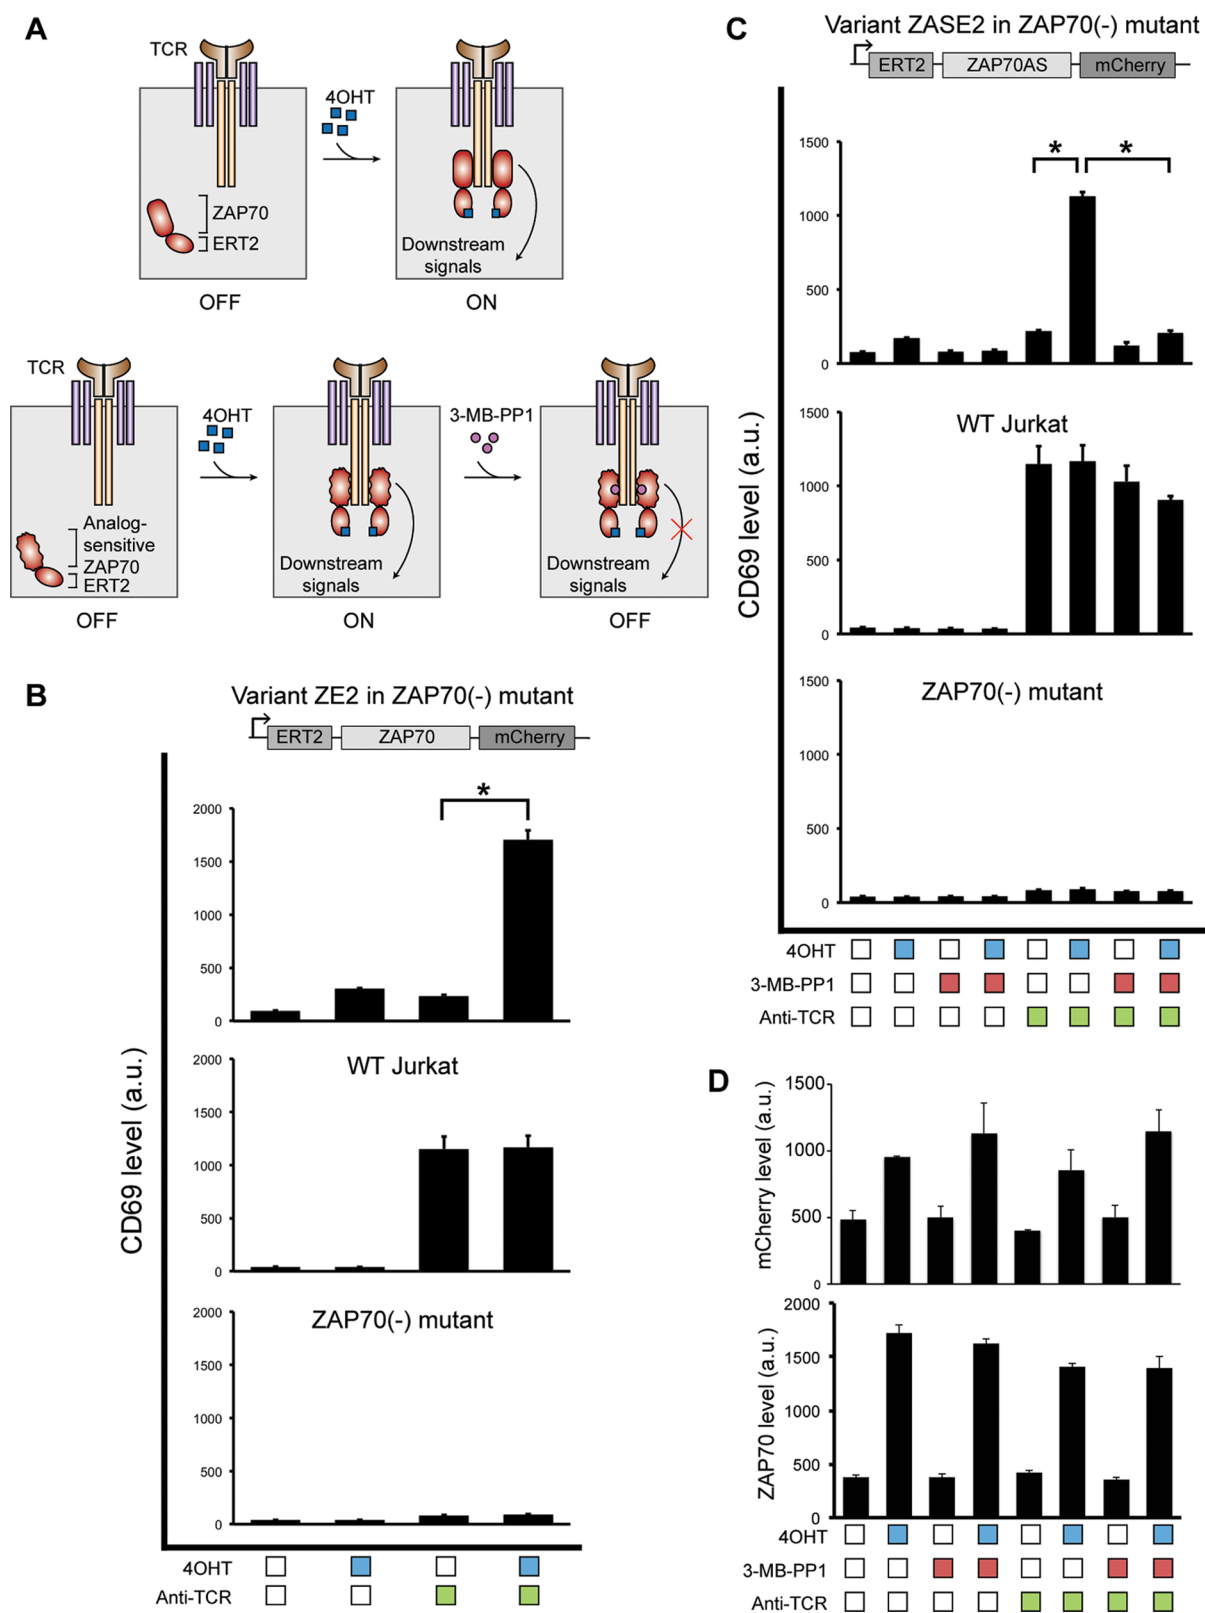 A
TCR
4OHT
ZAP70
ERT2
Downstream
signals
OFF
ON
TCR
4OHT
3-MB-PP1
Analog-
sensitive
ZAP70
ERT2
Downstream
signals
Downstream
signals
OFF
ON
OFF
B
Variant ZE2 in ZAP70(-) mutant
ERT2
ZAP70
mCherry
*
2000
1500
1000
500
0
WT Jurkat
2000
1500
1000
500
0
ZAP70(-) mutant
2000
1500
1000
500
0
CD69 level (a.u.)
4OHT
Anti-TCR
C
Variant ZASE2 in ZAP70(-) mutant
ERT2
ZAP70AS
mCherry
*
*
1500
1000
500
0
WT Jurkat
1500
1000
500
0
ZAP70(-) mutant
1500
1000
500
0
CD69 level (a.u.)
4OHT
3-MB-PP1
Anti-TCR
D
mCherry level (a.u.)
1500
1000
500
0
ZAP70 level (a.u.)
2000
1500
1000
500
0
4OHT
3-MB-PP1
Anti-TCR